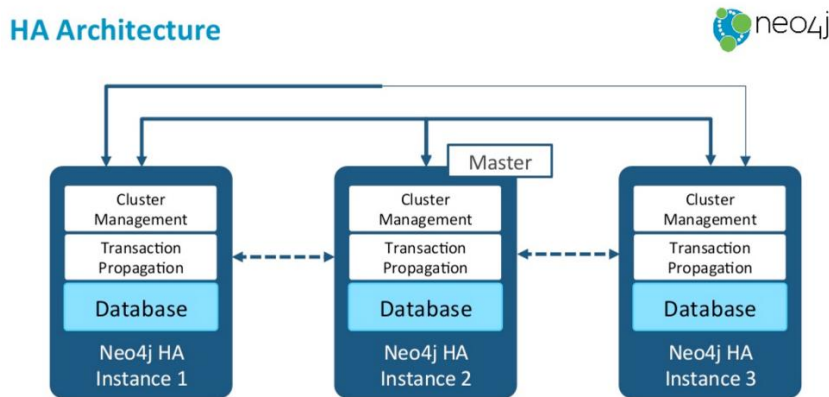 HA Architecture
neo4j
Master
Cluster
Management
Transaction
Propagation
Database
Neo4j HA
Instance 1
Cluster
Management
Transaction
Propagation
Database
Neo4j HA
Instance 2
Cluster
Management
Transaction
Propagation
Database
Neo4j HA
Instance 3